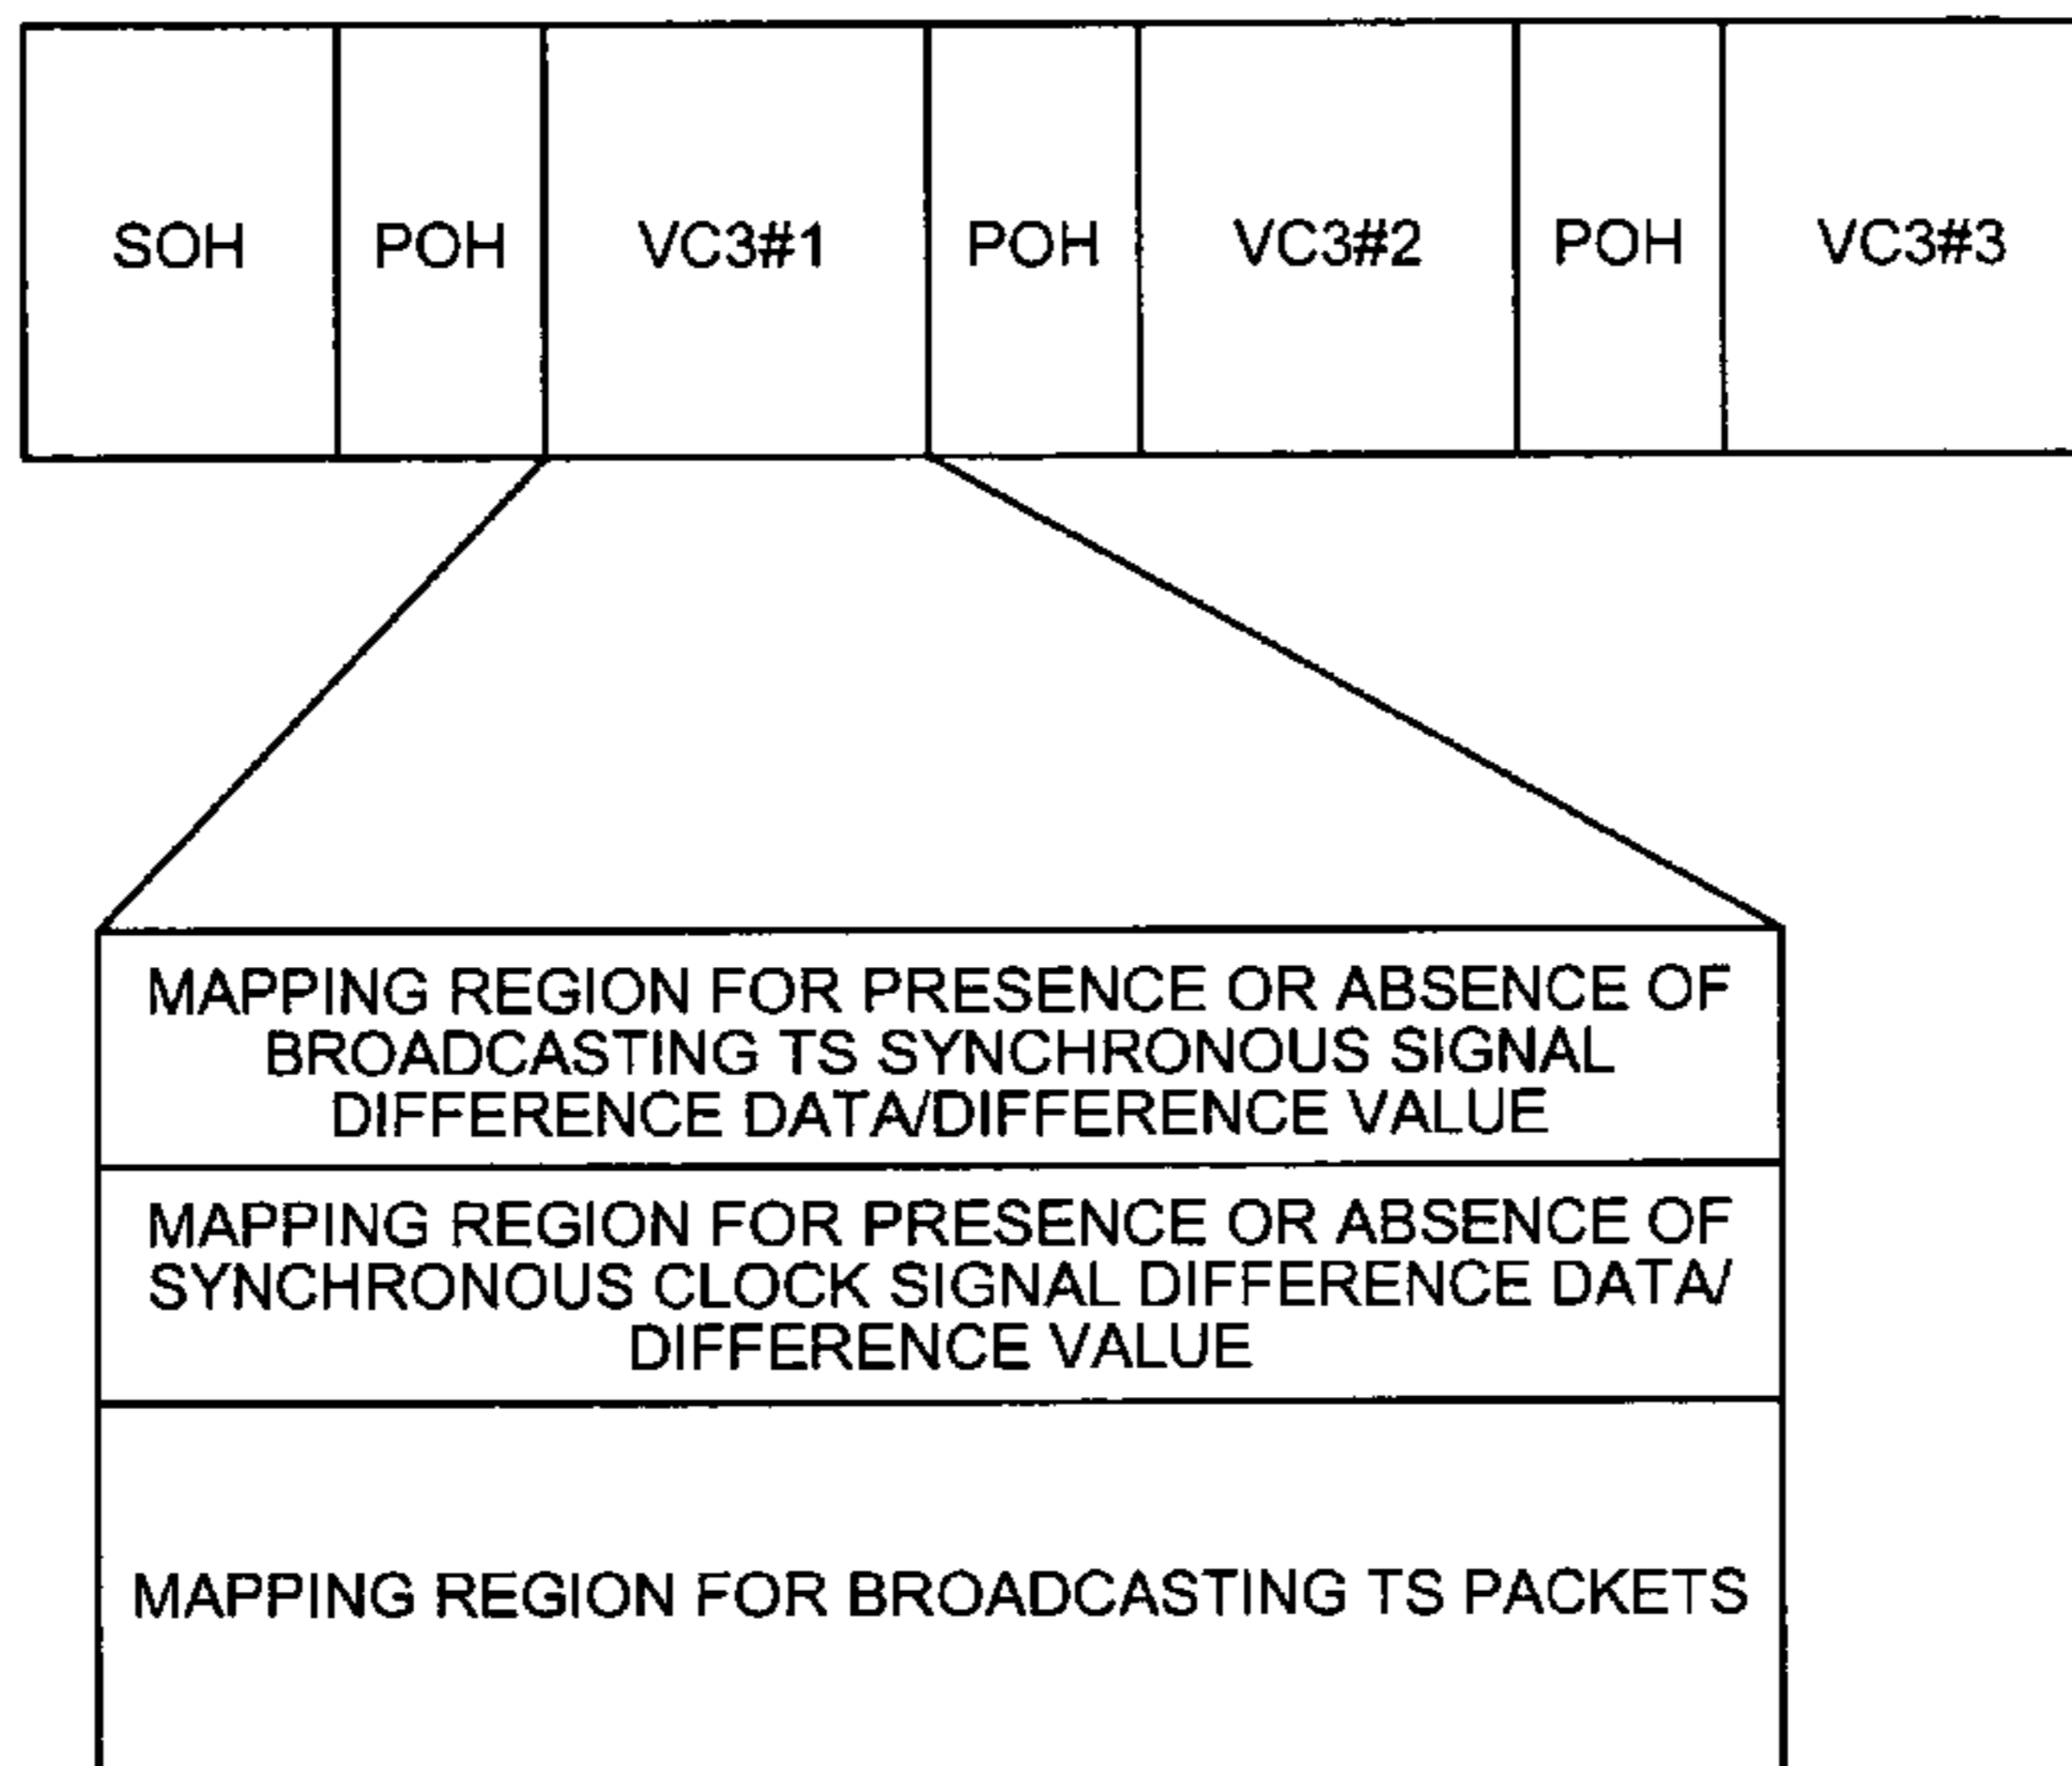 SOH POH VC3#1 POH VC3#2 POH VC3#3
MAPPING REGION FOR PRESENCE OR ABSENCE OF
BROADCASTING TS SYNCHRONOUS SIGNAL
DIFFERENCE DATA/DIFFERENCE VALUE
MAPPING REGION FOR PRESENCE OR ABSENCE OF
SYNCHRONOUS CLOCK SIGNAL DIFFERENCE DATA/
DIFFERENCE VALUE
MAPPING REGION FOR BROADCASTING TS PACKETS